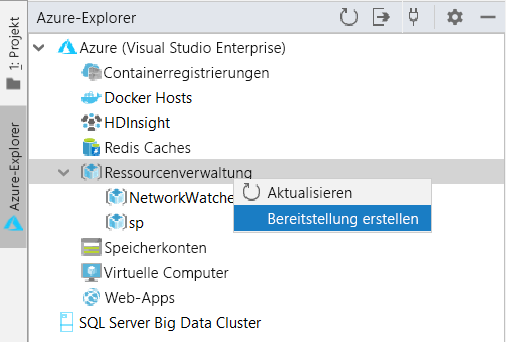 Azure-Explorer
1: Projekt
Azure-Explorer
Azure (Visual Studio Enterprise)
Containerregistrierungen
Docker Hosts
HDInsight
Redis Caches
Ressourcenverwaltung
Aktualisieren
NetworkWatche
Bereitstellung erstellen
sp
Speicherkonten
Virtuelle Computer
Web-Apps
SQL Server Big Data Cluster